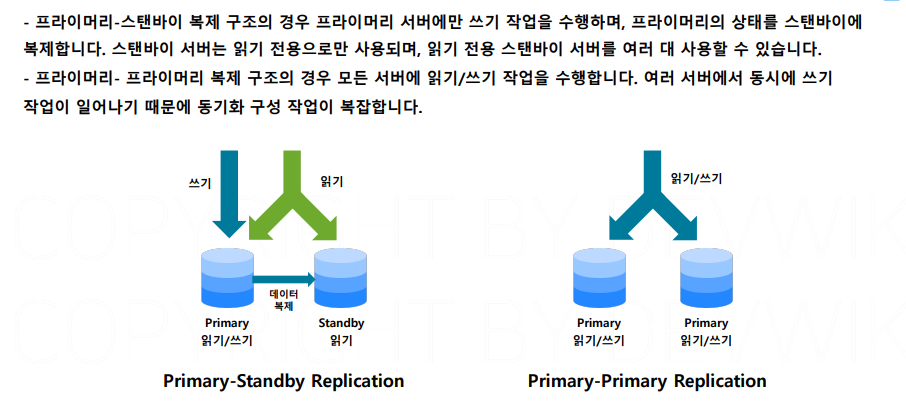 - 프라이머리-스탠바이 복제 구조의 경우 프라이머리 서버에만 쓰기 작업을 수행하며, 프라이머리의 상태를 스탠바이에
복제합니다. 스탠바이 서버는 읽기 전용으로만 사용되며, 읽기 전용 스탠바이 서버를 여러 대 사용할 수 있습니다.
- 프라이머리- 프라이머리 복제 구조의 경우 모든 서버에 읽기/쓰기 작업을 수행합니다. 여러 서버에서 동시에 쓰기
작업이 일어나기 때문에 동기화 구성 작업이 복잡합니다.
쓰기
읽기
데이터
복제
Primary
읽기/쓰기
Standby
읽기
Primary-Standby Replication
읽기/쓰기
Primary
읽기/쓰기
Primary
읽기/쓰기
Primary-Primary Replication
COPYRIGHT BY
COPYRIGHT BY